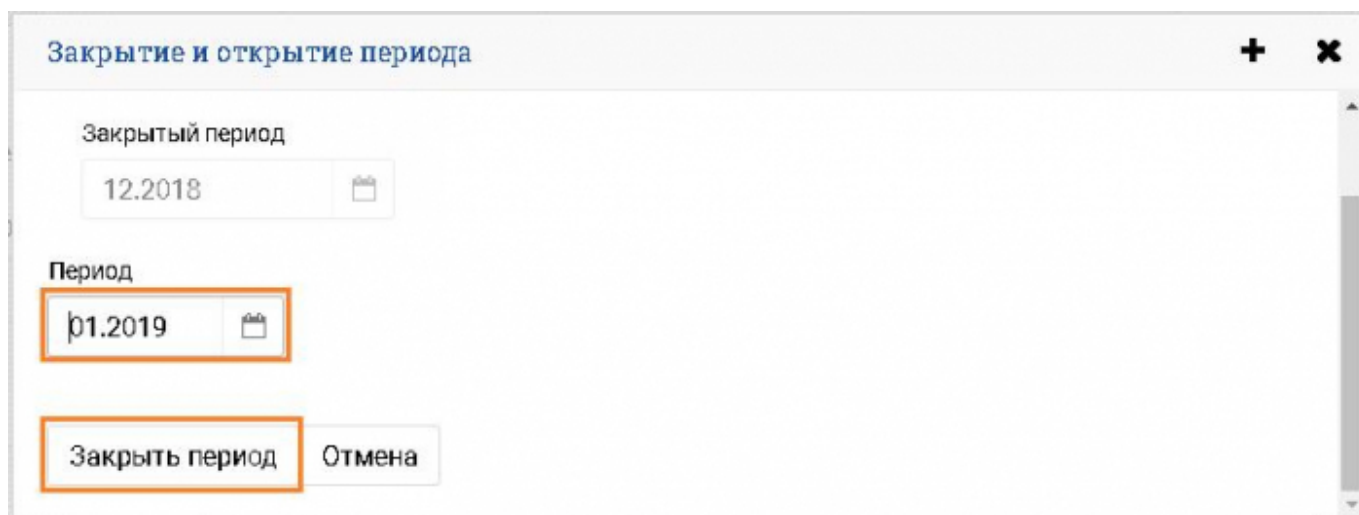 Закрытие и открытие периода
Закрытый период
12.2018
Период
01.2019
Закрыть период Отмена